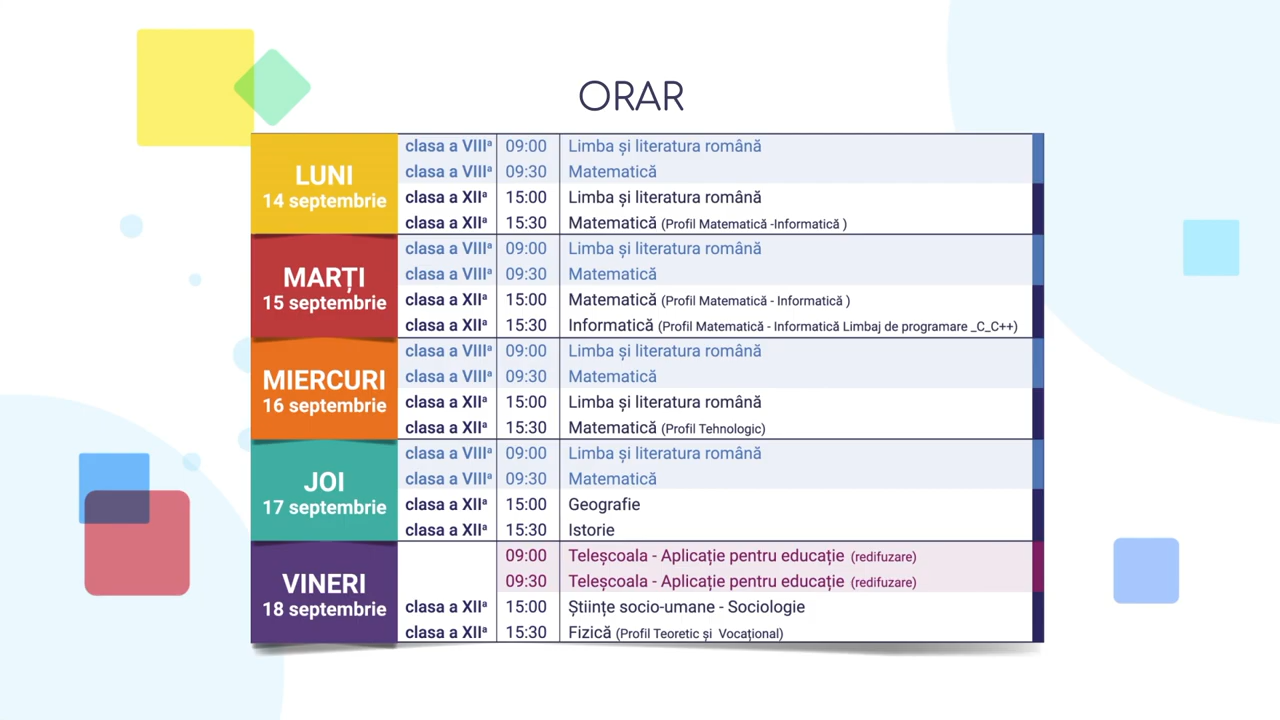 ORAR
LUNI
14 septembrie
clasa a VIIIª 09:00 Limba și literatura română
clasa a VIIIª 09:30 Matematică
clasa a XIIª 15:00 Limba și literatura română
clasa a XIIª 15:30 Matematică (Profil Matematică -Informatică )
MARȚI
15 septembrie
clasa a VIIIª 09:00 Limba și literatura română
clasa a VIIIª 09:30 Matematică
clasa a XIIª 15:00 Matematică (Profil Matematică - Informatică )
clasa a XIIª 15:30 Informatică (Profil Matematică - Informatică Limbaj de programare _C_C++)
MIERCURI
16 septembrie
clasa a VIIIª 09:00 Limba și literatura română
clasa a VIIIª 09:30 Matematică
clasa a XIIª 15:00 Limba și literatura română
clasa a XIIª 15:30 Matematică (Profil Tehnologic)
JOI
17 septembrie
clasa a VIIIª 09:00 Limba și literatura română
clasa a VIIIª 09:30 Matematică
clasa a XIIª 15:00 Geografie
clasa a XIIª 15:30 Istorie
VINERI
18 septembrie
09:00 Teleșcoala - Aplicație pentru educație (redifuzare)
09:30 Teleșcoala - Aplicație pentru educație (redifuzare)
clasa a XIIª 15:00 Științe socio-umane - Sociologie
clasa a XIIª 15:30 Fizică (Profil Teoretic și Vocațional)